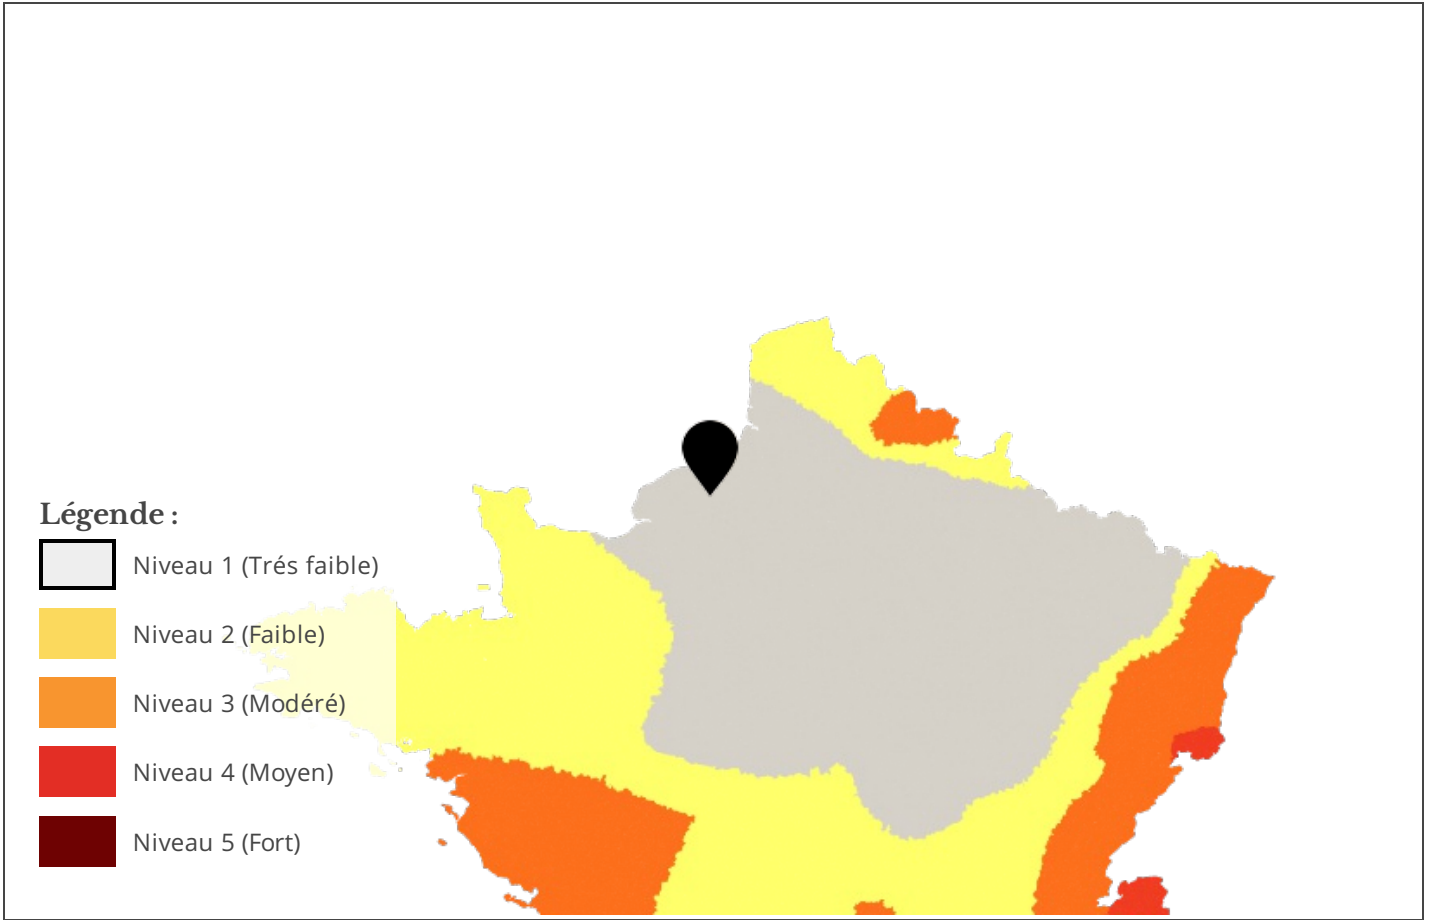 Légende :
Niveau 1 (Trés faible)
Niveau 2 (Faible)
Niveau 3 (Modéré)
Niveau 4 (Moyen)
Niveau 5 (Fort)